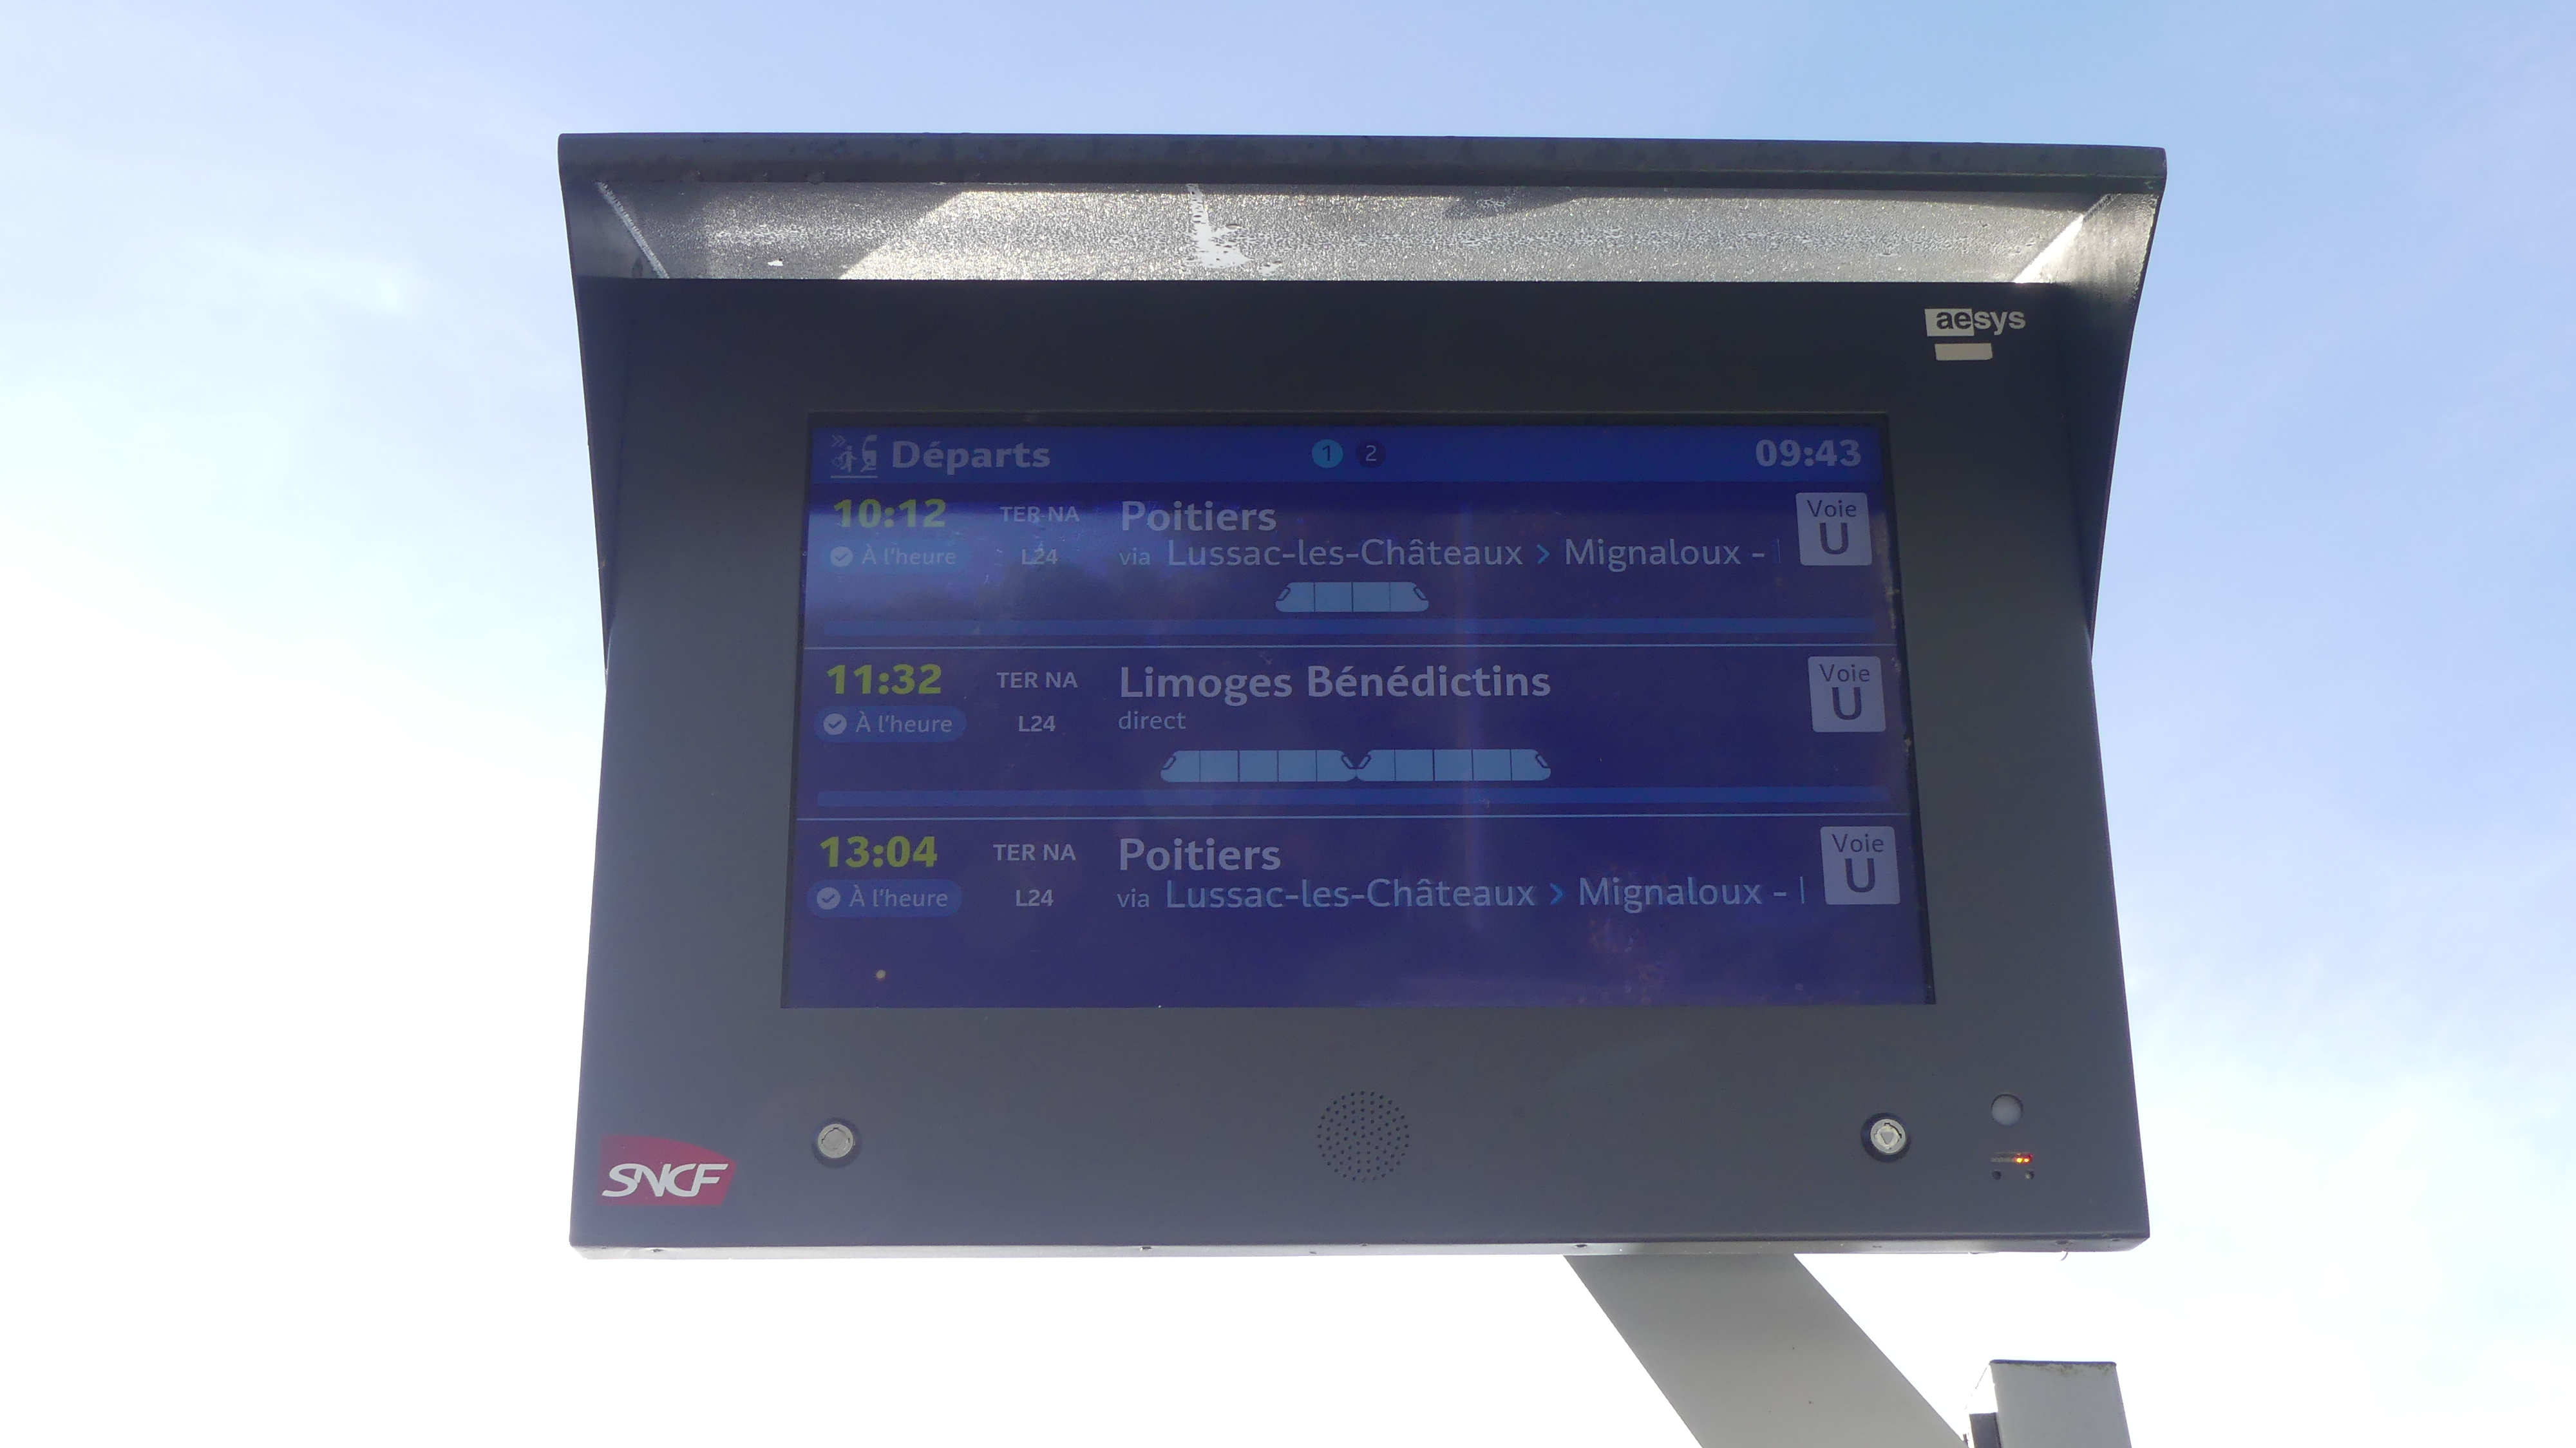 aesys
Départs 1 2 09:43
10:12 TER NA Poitiers Voie U
À l'heure L24 via Lussac-les-Châteaux > Mignaloux -
11:32 TER NA Limoges Bénédictins Voie U
À l'heure L24 direct
13:04 TER NA Poitiers Voie U
À l'heure L24 via Lussac-les-Châteaux > Mignaloux -
SNCF